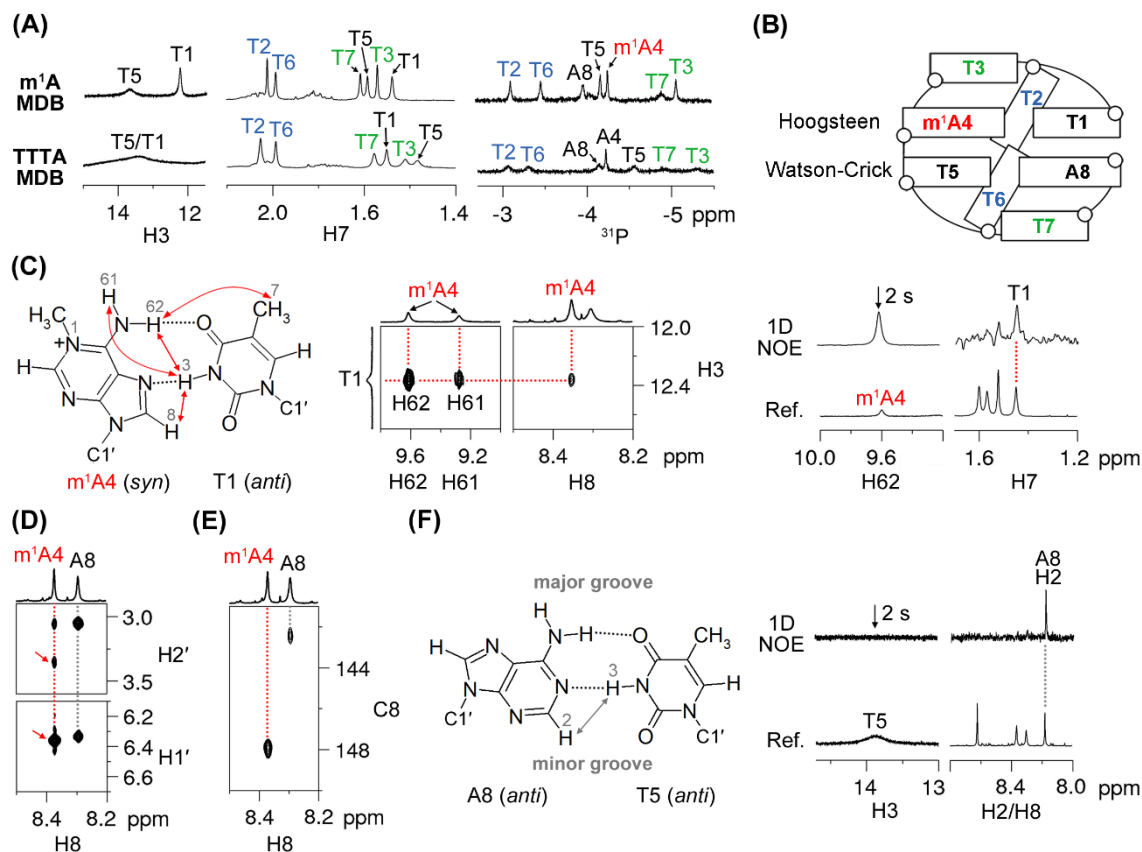 (A)
m¹A MDB
TTTA MDB
T5 T1
T5/T1
14 12
H3
T2 T6 T7 T5 T3 T1
T2 T6 T7 T1 T3 T5
2.0 1.6 1.4
H7
T2 T6 A8 T5 m¹A4 T7 T3
T2 T6 A8 A4 T5 T7 T3
-3 -4 -5 ppm
³¹P
(B)
T3
T2
Hoogsteen m¹A4 T1
Watson-Crick T5 A8
T6
T7
(C)
61
H
62 7
H₃C 1 N H O CH₃
+
N N H 3 N H
N N H 8 O N
C1′ C1′
m¹A4 (syn) T1 (anti)
m¹A4 m¹A4
T1
H62 H61
12.0
12.4
H3
9.6 9.2 8.4 8.2 ppm
H62 H61 H8
2 s T1
1D NOE
m¹A4
Ref.
10.0 9.6 1.6 1.2 ppm
H62 H7
(D)
m¹A4 A8
3.0
H2′
3.5
6.2
6.4 H1′
6.6
8.4 8.2 ppm
H8
(E)
m¹A4 A8
144
C8
148
8.4 8.2 ppm
H8
(F)
major groove
H
N H O CH₃
N N H 3 N H
N N O N
C1′ H 2 C1′
minor groove
A8 (anti) T5 (anti)
A8
H2
2 s
1D NOE
T5
Ref.
14 13 8.4 8.0 ppm
H3 H2/H8